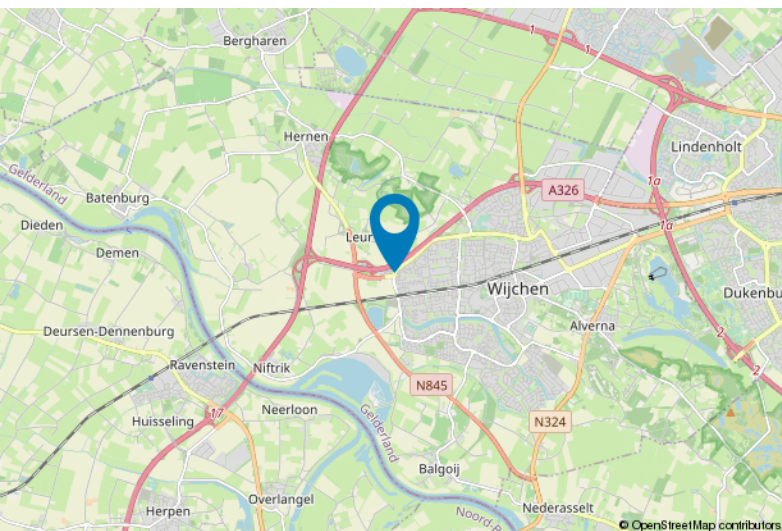 Bergharen
1
1
Hernen
Lindenholt
Gelderland
A326
1a
Batenburg
Dieden
Leur
1a
Demen
Wijchen
Dukenbu
Deursen-Dennenburg
Alverna
2
Ravenstein
Niftrik
2
N845
Neerloon
17
Huisseling
Gelderland
N324
Balgoij
Overlangel
Herpen
Nederasselt
Noord-
© OpenStreetMap contributors